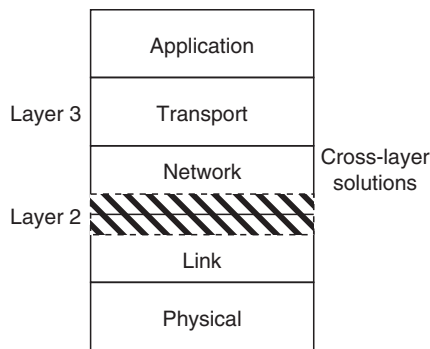 Application
Layer 3
Transport
Network
Cross-layer
solutions
Layer 2
Link
Physical